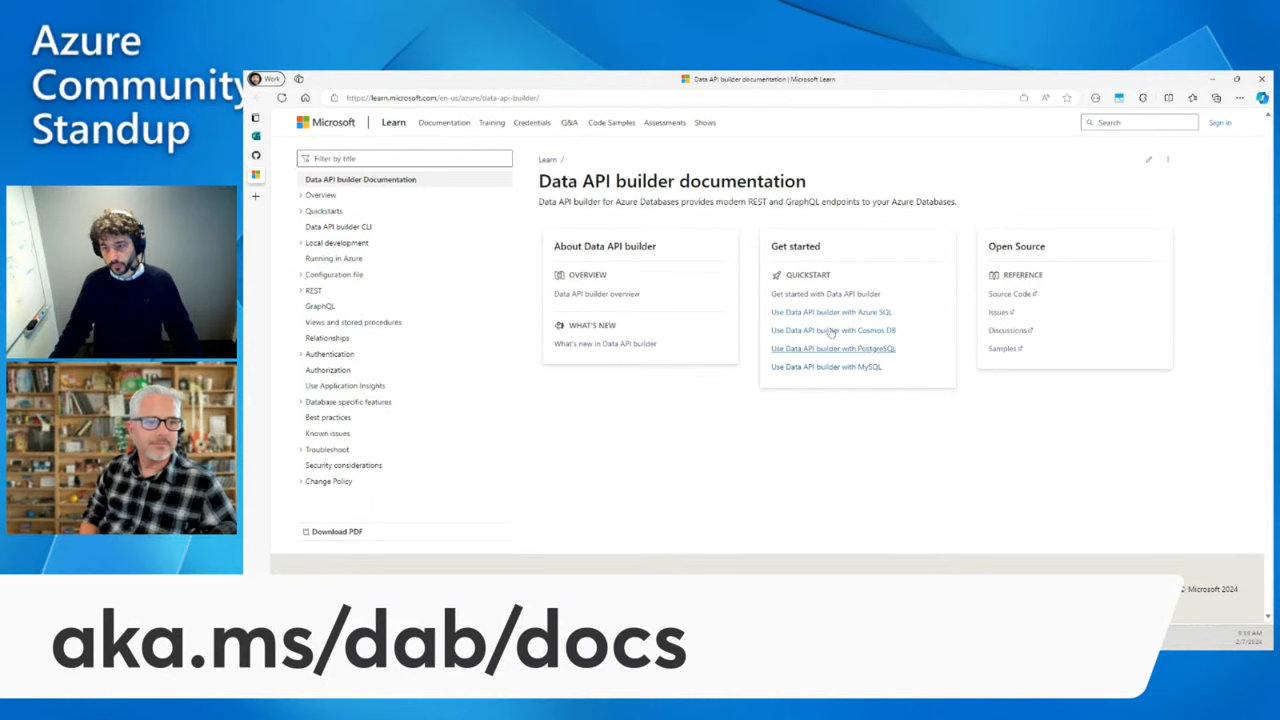 Azure
Community
Standup
Work
Data API builder documentation | Microsoft Learn
https://learn.microsoft.com/en-us/azure/data-api-builder/
Microsoft
Learn
Documentation
Training
Credentials
Q&A
Code Samples
Assessments
Shows
Search
Sign in
Filter by title
Data API builder Documentation
Overview
Quickstarts
Data API builder CLI
Local development
Running in Azure
Configuration file
REST
GraphQL
Views and stored procedures
Relationships
Authentication
Authorization
Use Application Insights
Database specific features
Best practices
Known issues
Troubleshoot
Security considerations
Change Policy
Download PDF
Learn /
Data API builder documentation
Data API builder for Azure Databases provides modern REST and GraphQL endpoints to your Azure Databases.
About Data API builder
OVERVIEW
Data API builder overview
WHAT'S NEW
What's new in Data API builder
Get started
QUICKSTART
Get started with Data API builder
Use Data API builder with Azure SQL
Use Data API builder with Cosmos DB
Use Data API builder with PostgreSQL
Use Data API builder with MySQL
Open Source
REFERENCE
Source Code
Issues
Discussions
Samples
© Microsoft 2024
2/7/2024
aka.ms/dab/docs